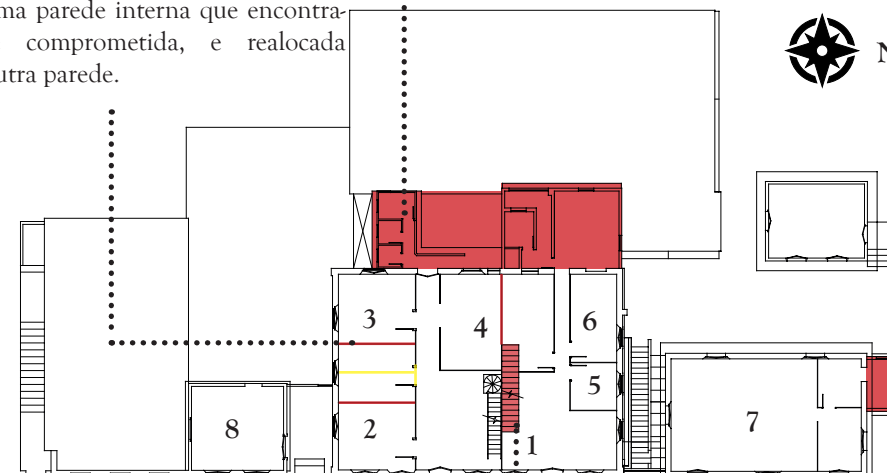 ma parede interna que encontra-
comprometida, e realocada
utra parede.
N
3
4
6
5
2
1
7
8